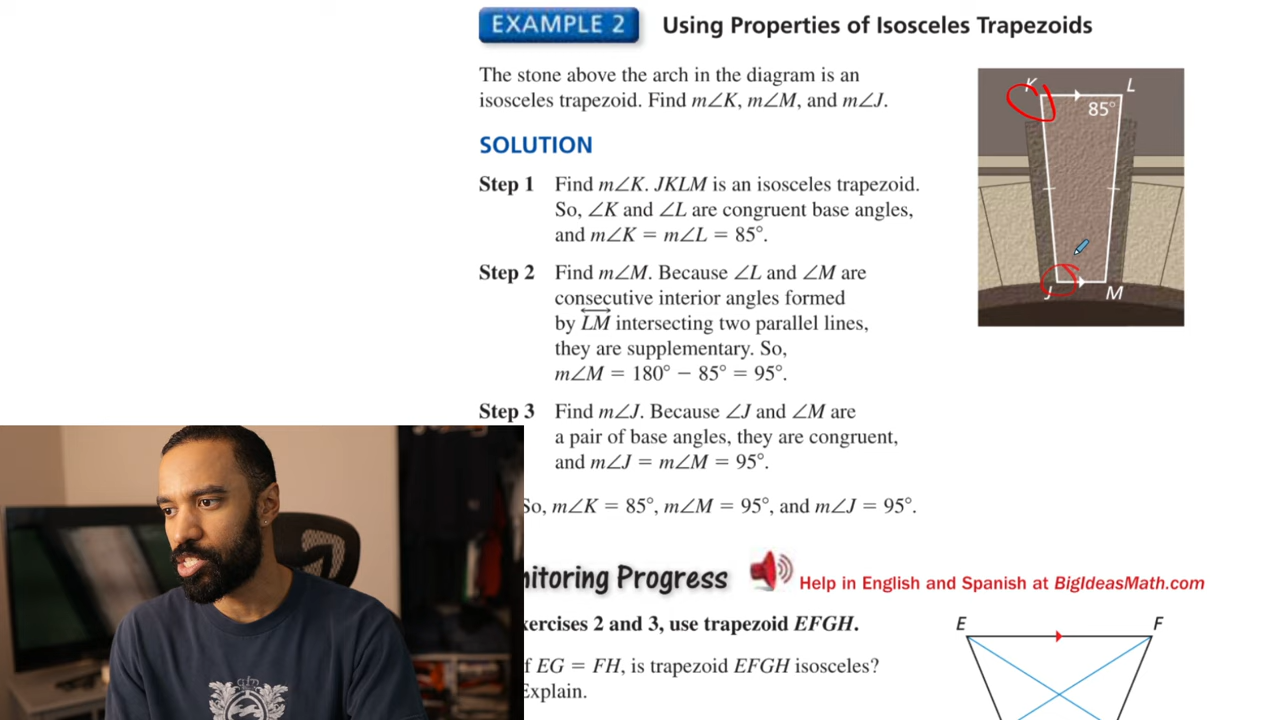 EXAMPLE 2 Using Properties of Isosceles Trapezoids
The stone above the arch in the diagram is an
isosceles trapezoid. Find m∠K, m∠M, and m∠J.
K L
85°
J M
SOLUTION
Step 1 Find m∠K. JKLM is an isosceles trapezoid.
So, ∠K and ∠L are congruent base angles,
and m∠K = m∠L = 85°.
Step 2 Find m∠M. Because ∠L and ∠M are
consecutive interior angles formed
by LM intersecting two parallel lines,
they are supplementary. So,
m∠M = 180° − 85° = 95°.
Step 3 Find m∠J. Because ∠J and ∠M are
a pair of base angles, they are congruent,
and m∠J = m∠M = 95°.
So, m∠K = 85°, m∠M = 95°, and m∠J = 95°.
nitoring Progress Help in English and Spanish at BigIdeasMath.com
xercises 2 and 3, use trapezoid EFGH.
f EG = FH, is trapezoid EFGH isosceles?
Explain.
E F